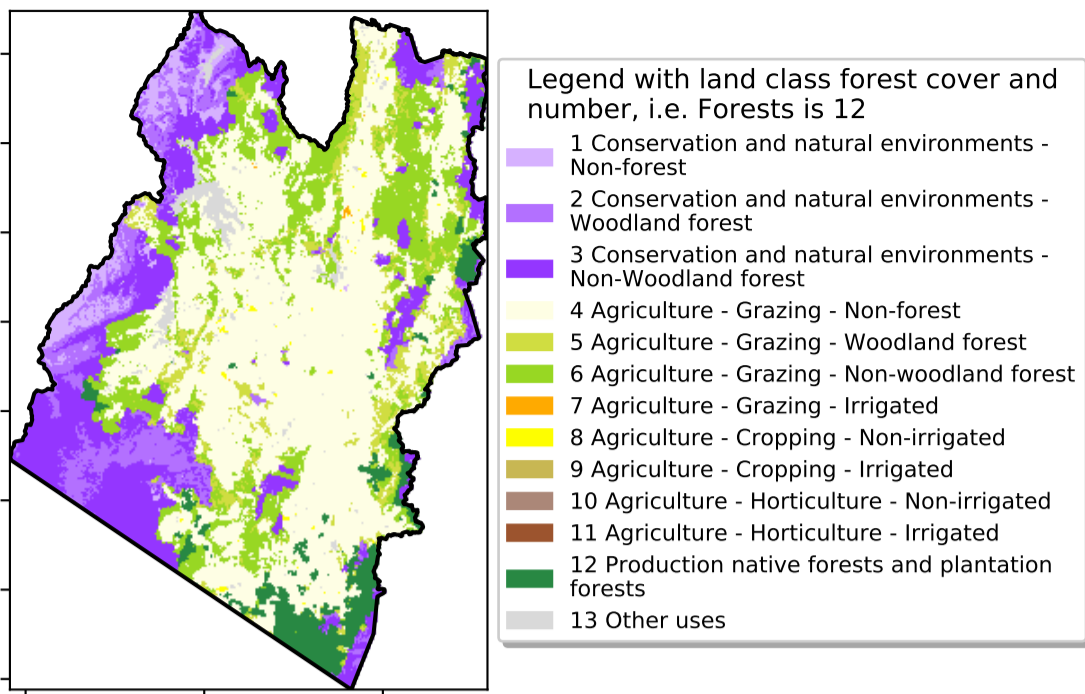 Legend with land class forest cover and
number, i.e. Forests is 12
1 Conservation and natural environments -
Non-forest
2 Conservation and natural environments -
Woodland forest
3 Conservation and natural environments -
Non-Woodland forest
4 Agriculture - Grazing - Non-forest
5 Agriculture - Grazing - Woodland forest
6 Agriculture - Grazing - Non-woodland forest
7 Agriculture - Grazing - Irrigated
8 Agriculture - Cropping - Non-irrigated
9 Agriculture - Cropping - Irrigated
10 Agriculture - Horticulture - Non-irrigated
11 Agriculture - Horticulture - Irrigated
12 Production native forests and plantation
forests
13 Other uses